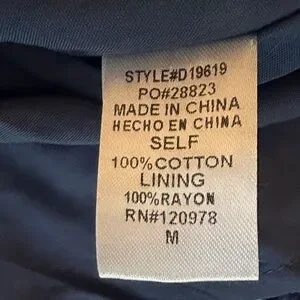 STYLE#D19619
PO#28823
MADE IN CHINA
HECHO EN CHINA
SELF
100%COTTON
LINING
100%RAYON
RN#120978
M